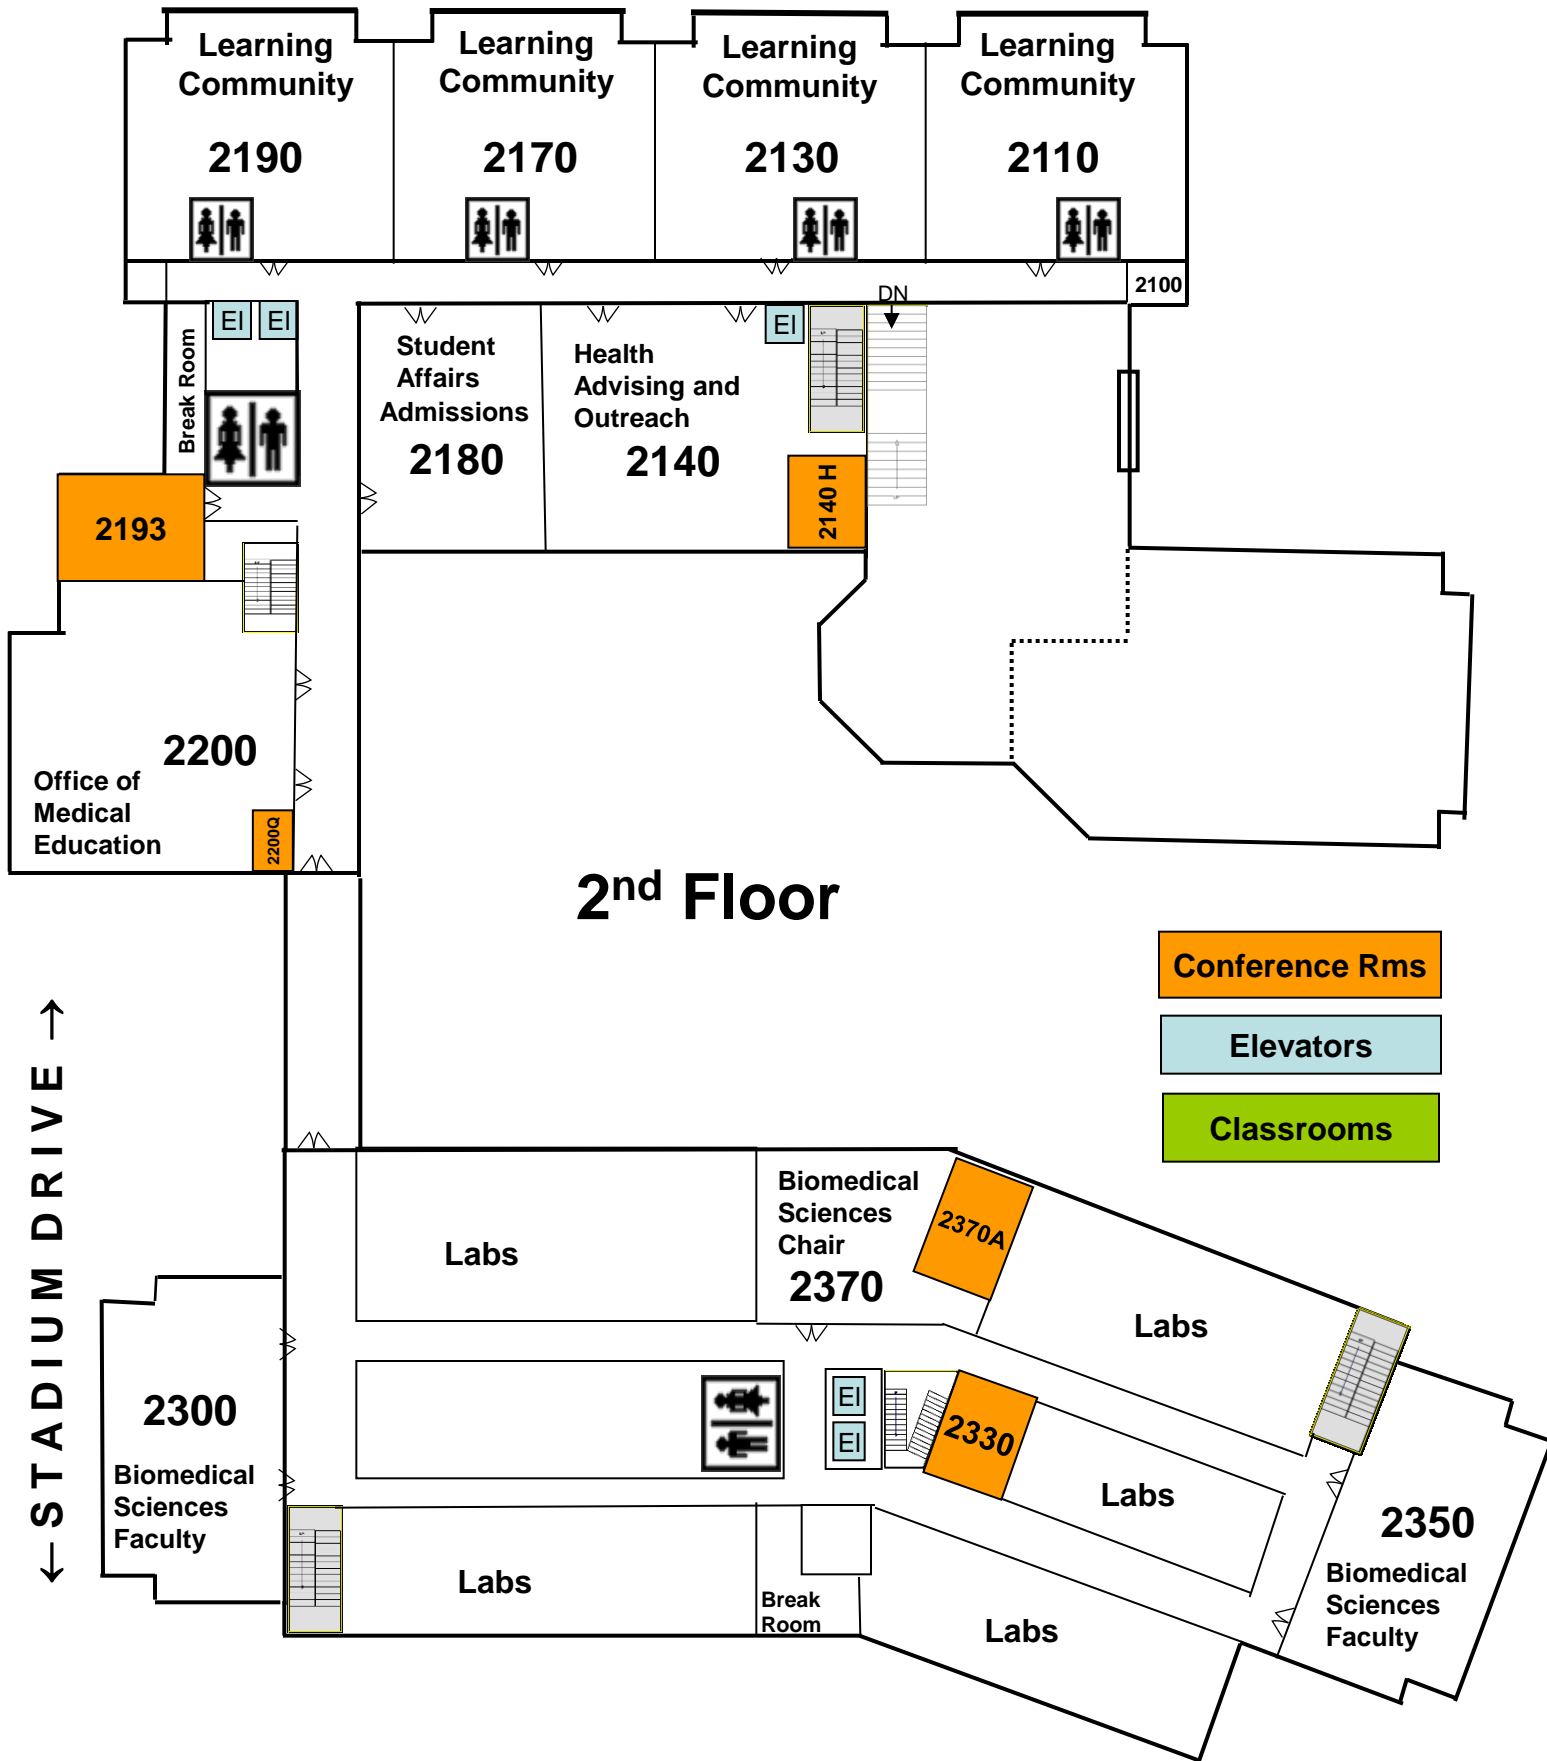 Learning
Community
2190
Learning
Community
2170
Learning
Community
2130
Learning
Community
2110
2100
DN
El
El
El
Break Room
Student
Affairs
Admissions
2180
Health
Advising and
Outreach
2140
2140 H
2193
2200
Office of
Medical
Education
2200Q
2nd Floor
Conference Rms
Elevators
Classrooms
← STADIUM DRIVE →
Labs
Biomedical
Sciences
Chair
2370
2370A
Labs
2300
Biomedical
Sciences
Faculty
El
El
2330
Labs
2350
Biomedical
Sciences
Faculty
Labs
Break
Room
Labs